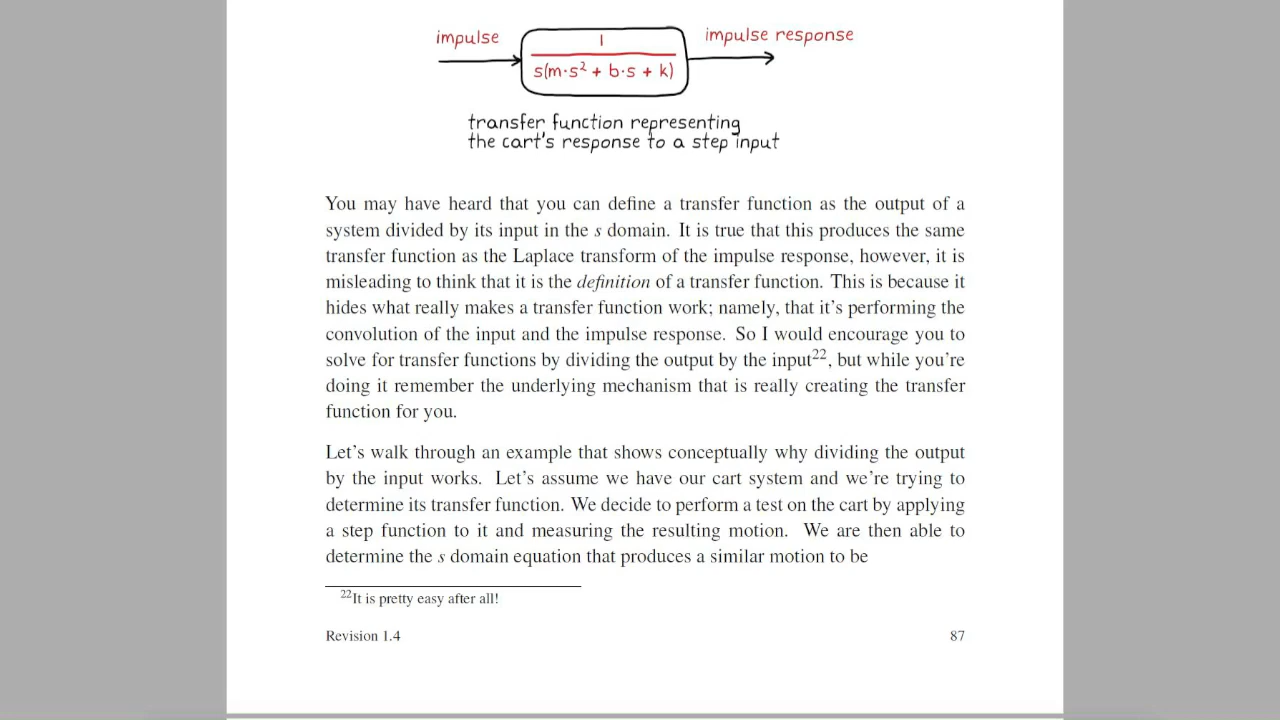 impulse
1
impulse response
s(m·s² + b·s + k)
transfer function representing
the cart's response to a step input
You may have heard that you can define a transfer function as the output of a
system divided by its input in the s domain. It is true that this produces the same
transfer function as the Laplace transform of the impulse response, however, it is
misleading to think that it is the definition of a transfer function. This is because it
hides what really makes a transfer function work; namely, that it's performing the
convolution of the input and the impulse response. So I would encourage you to
solve for transfer functions by dividing the output by the input²², but while you're
doing it remember the underlying mechanism that is really creating the transfer
function for you.
Let's walk through an example that shows conceptually why dividing the output
by the input works. Let's assume we have our cart system and we're trying to
determine its transfer function. We decide to perform a test on the cart by applying
a step function to it and measuring the resulting motion. We are then able to
determine the s domain equation that produces a similar motion to be
²²It is pretty easy after all!
Revision 1.4
87